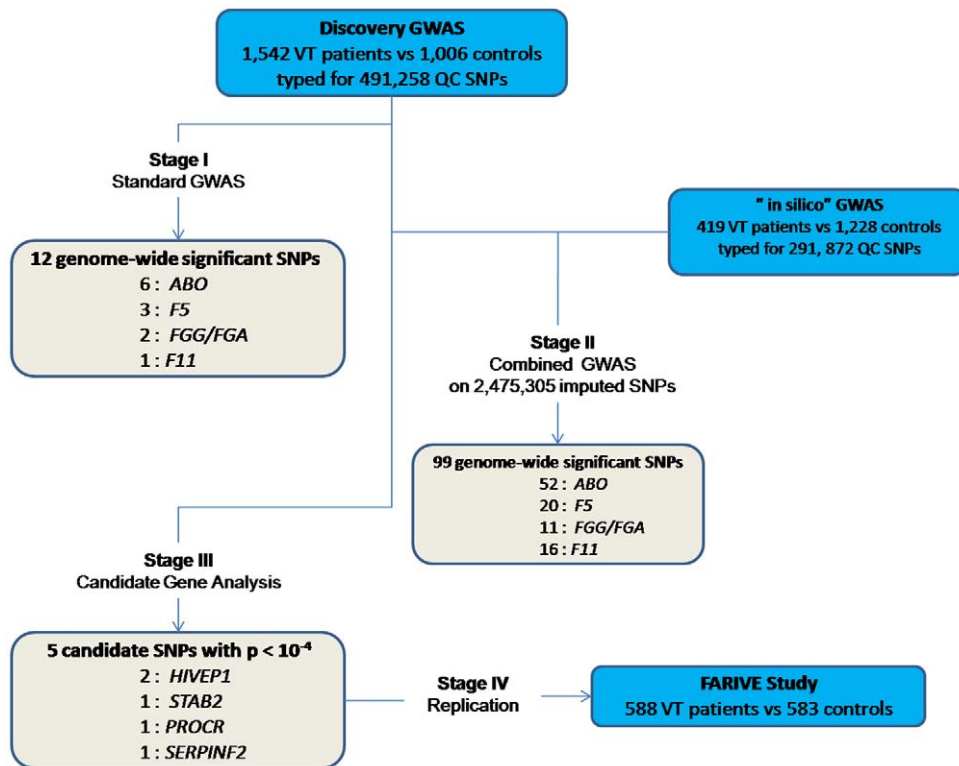 Discovery GWAS
1,542 VT patients vs 1,006 controls
typed for 491,258 QC SNPs
Stage I
Standard GWAS
" in silico" GWAS
419 VT patients vs 1,228 controls
typed for 291, 872 QC SNPs
12 genome-wide significant SNPs
6 : ABO
3 : F5
2 : FGG/FGA
1 : F11
Stage II
Combined GWAS
on 2,475,305 imputed SNPs
99 genome-wide significant SNPs
52 : ABO
20 : F5
11 : FGG/FGA
16 : F11
Stage III
Candidate Gene Analysis
5 candidate SNPs with p < 10⁻⁴
2 : HIVEP1
1 : STAB2
1 : PROCR
1 : SERPINF2
Stage IV
Replication
FARIVE Study
588 VT patients vs 583 controls